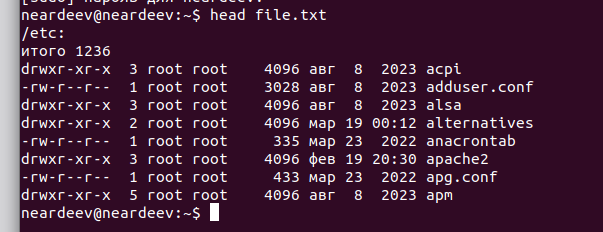 [sudo] пароль для neardeev:
neardeev@neardeev:~$ head file.txt
/etc:
итого 1236
drwxr-xr-x  3 root root    4096 авг  8  2023 acpi
-rw-r--r--  1 root root    3028 авг  8  2023 adduser.conf
drwxr-xr-x  3 root root    4096 авг  8  2023 alsa
drwxr-xr-x  2 root root    4096 мар 19 00:12 alternatives
-rw-r--r--  1 root root     335 мар 23  2022 anacrontab
drwxr-xr-x  3 root root    4096 фев 19 20:30 apache2
-rw-r--r--  1 root root     433 мар 23  2022 apg.conf
drwxr-xr-x  5 root root    4096 авг  8  2023 apm
neardeev@neardeev:~$